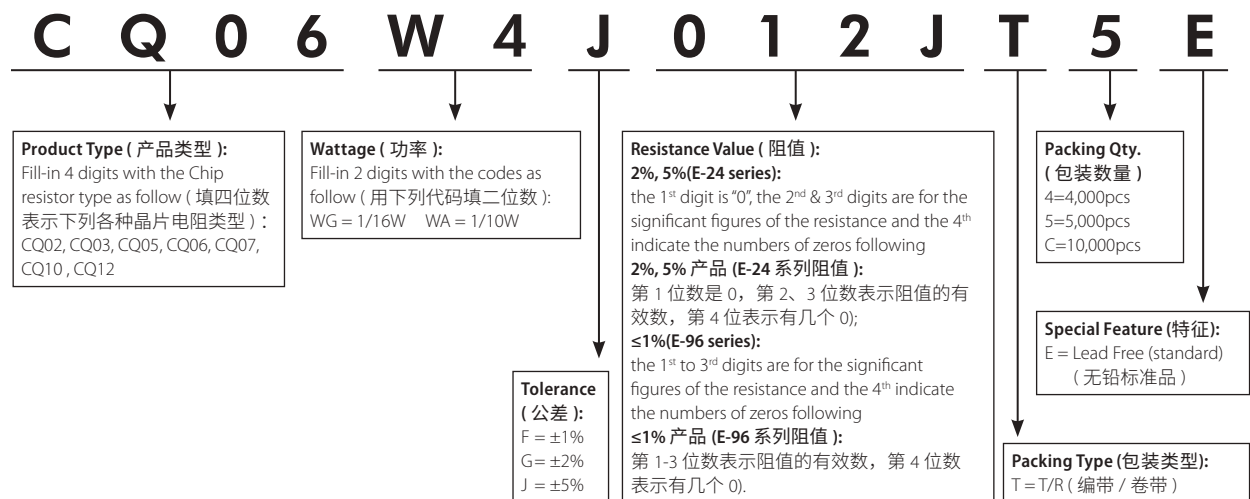 C Q 0 6 W 4 J 0 1 2 J T 5 E
Product Type ( 产品类型 ):
Fill-in 4 digits with the Chip
resistor type as follow ( 填四位数
表示下列各种晶片电阻类型 ) :
CQ02, CQ03, CQ05, CQ06, CQ07,
CQ10 , CQ12
Wattage ( 功率 ):
Fill-in 2 digits with the codes as
follow ( 用下列代码填二位数 ):
WG = 1/16W WA = 1/10W
Tolerance
( 公差 ):
F = ±1%
G= ±2%
J = ±5%
Resistance Value ( 阻值 ):
2%, 5%(E-24 series):
the 1st digit is “0”, the 2nd & 3rd digits are for the
significant figures of the resistance and the 4th
indicate the numbers of zeros following
2%, 5% 产品 (E-24 系列阻值 ):
第 1 位数是 0，第 2、3 位数表示阻值的有
效数，第 4 位表示有几个 0);
≤1%(E-96 series):
the 1st to 3rd digits are for the significant
figures of the resistance and the 4th indicate
the numbers of zeros following
≤1% 产品 (E-96 系列阻值 ):
第 1-3 位数表示阻值的有效数，第 4 位数
表示有几个 0).
Packing Qty.
( 包装数量 )
4=4,000pcs
5=5,000pcs
C=10,000pcs
Special Feature (特征):
E = Lead Free (standard)
( 无铅标准品 )
Packing Type (包装类型):
T = T/R ( 编带 / 卷带 )